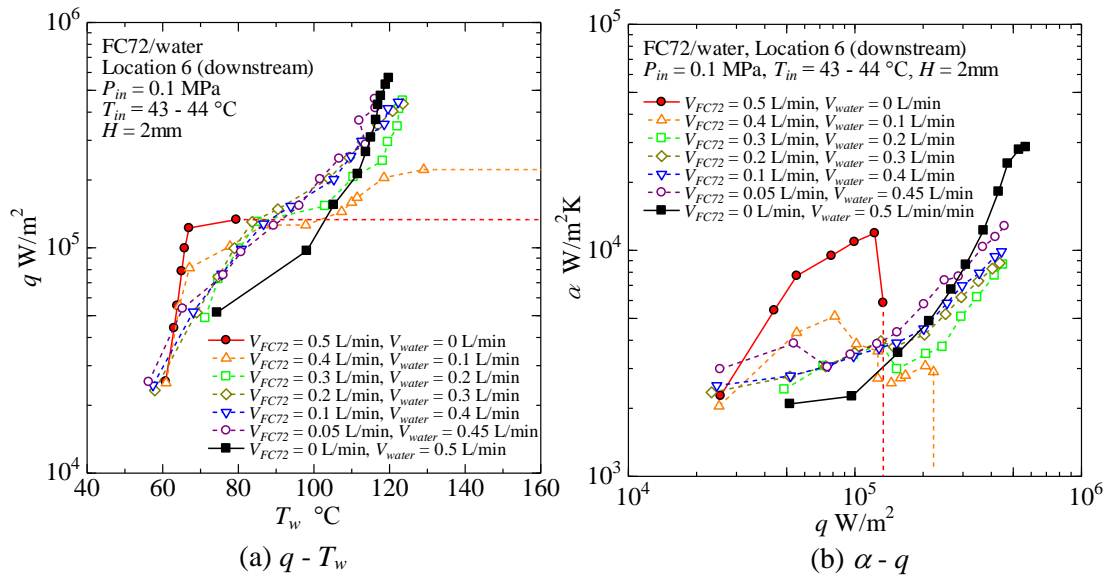 FC72/water
Location 6 (downstream)
P_in = 0.1 MPa
T_in = 43 - 44 °C
H = 2mm
V_FC72 = 0.5 L/min, V_water = 0 L/min
V_FC72 = 0.4 L/min, V_water = 0.1 L/min
V_FC72 = 0.3 L/min, V_water = 0.2 L/min
V_FC72 = 0.2 L/min, V_water = 0.3 L/min
V_FC72 = 0.1 L/min, V_water = 0.4 L/min
V_FC72 = 0.05 L/min, V_water = 0.45 L/min
V_FC72 = 0 L/min, V_water = 0.5 L/min
10^6
10^5
10^4
q W/m^2
40 60 80 100 120 140 160
T_w °C
(a) q - T_w
FC72/water, Location 6 (downstream)
P_in = 0.1 MPa, T_in = 43 - 44 °C, H = 2mm
V_FC72 = 0.5 L/min, V_water = 0 L/min
V_FC72 = 0.4 L/min, V_water = 0.1 L/min
V_FC72 = 0.3 L/min, V_water = 0.2 L/min
V_FC72 = 0.2 L/min, V_water = 0.3 L/min
V_FC72 = 0.1 L/min, V_water = 0.4 L/min
V_FC72 = 0.05 L/min, V_water = 0.45 L/min
V_FC72 = 0 L/min, V_water = 0.5 L/min/min
10^5
10^4
10^3
α W/m^2K
10^4 10^5 10^6
q W/m^2
(b) α - q